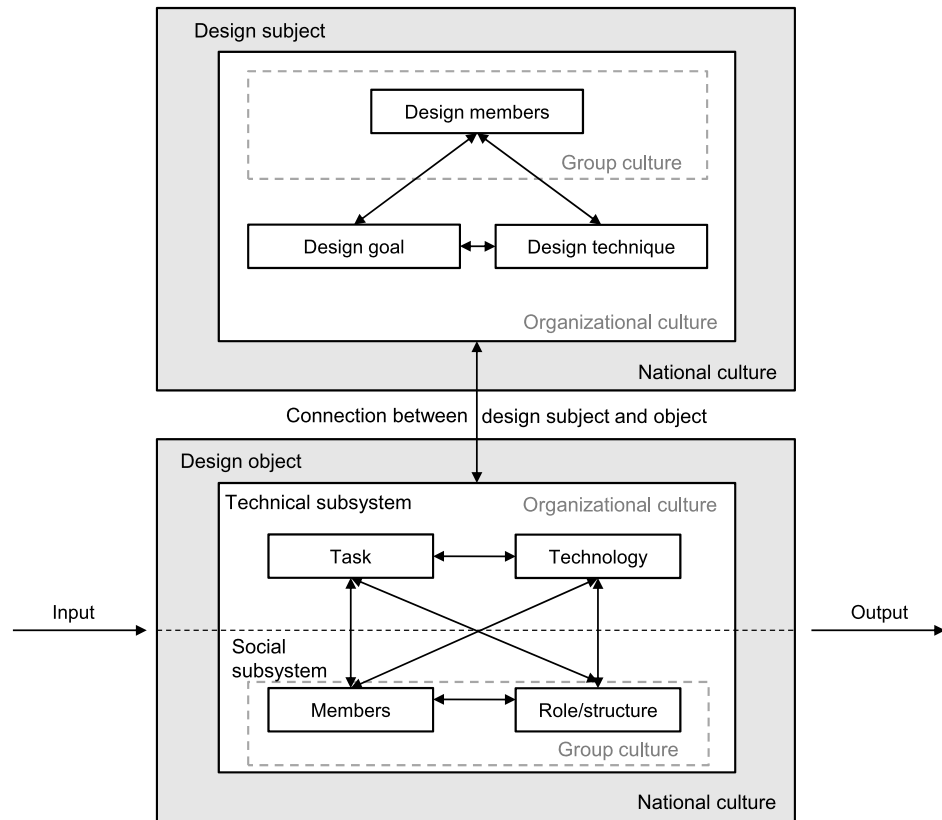 Design subject
Design members
Group culture
Design goal
Design technique
Organizational culture
National culture
Connection between design subject and object
Design object
Technical subsystem
Organizational culture
Task
Technology
Input
Output
Social
subsystem
Members
Role/structure
Group culture
National culture